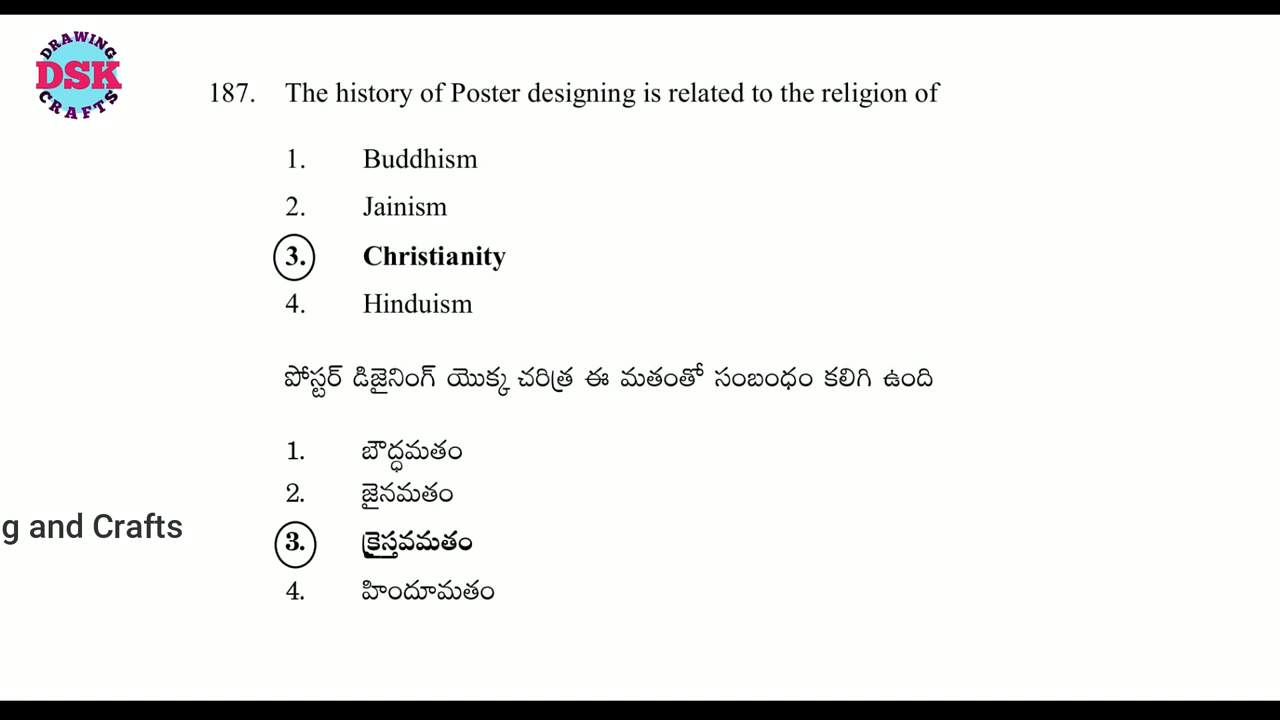 DRAWING
DSK
CRAFTS
187. The history of Poster designing is related to the religion of
1. Buddhism
2. Jainism
3. Christianity
4. Hinduism
పోస్టర్ డిజైనింగ్ యొక్క చరిత్ర ఈ మతంతో సంబంధం కలిగి ఉంది
1. బౌద్ధమతం
2. జైనమతం
g and Crafts
3. క్రైస్తవమతం
4. హిందూమతం